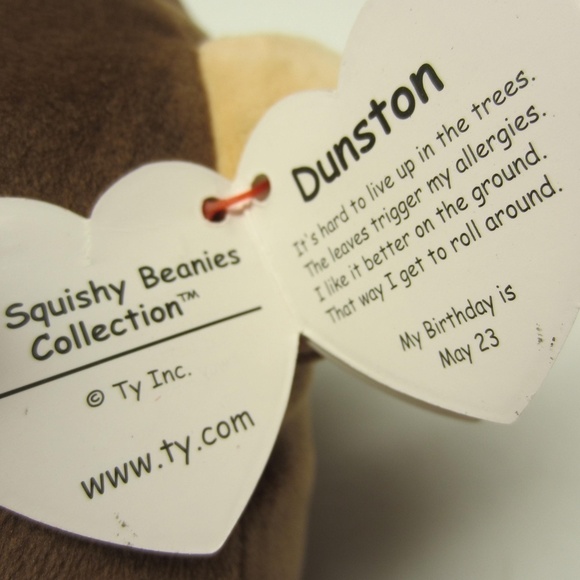 Squishy Beanies
Collection™
© Ty Inc.
www.ty.com
Dunston
It's hard to live up in the trees.
The leaves trigger my allergies.
I like it better on the ground.
That way I get to roll around.
My Birthday is
May 23